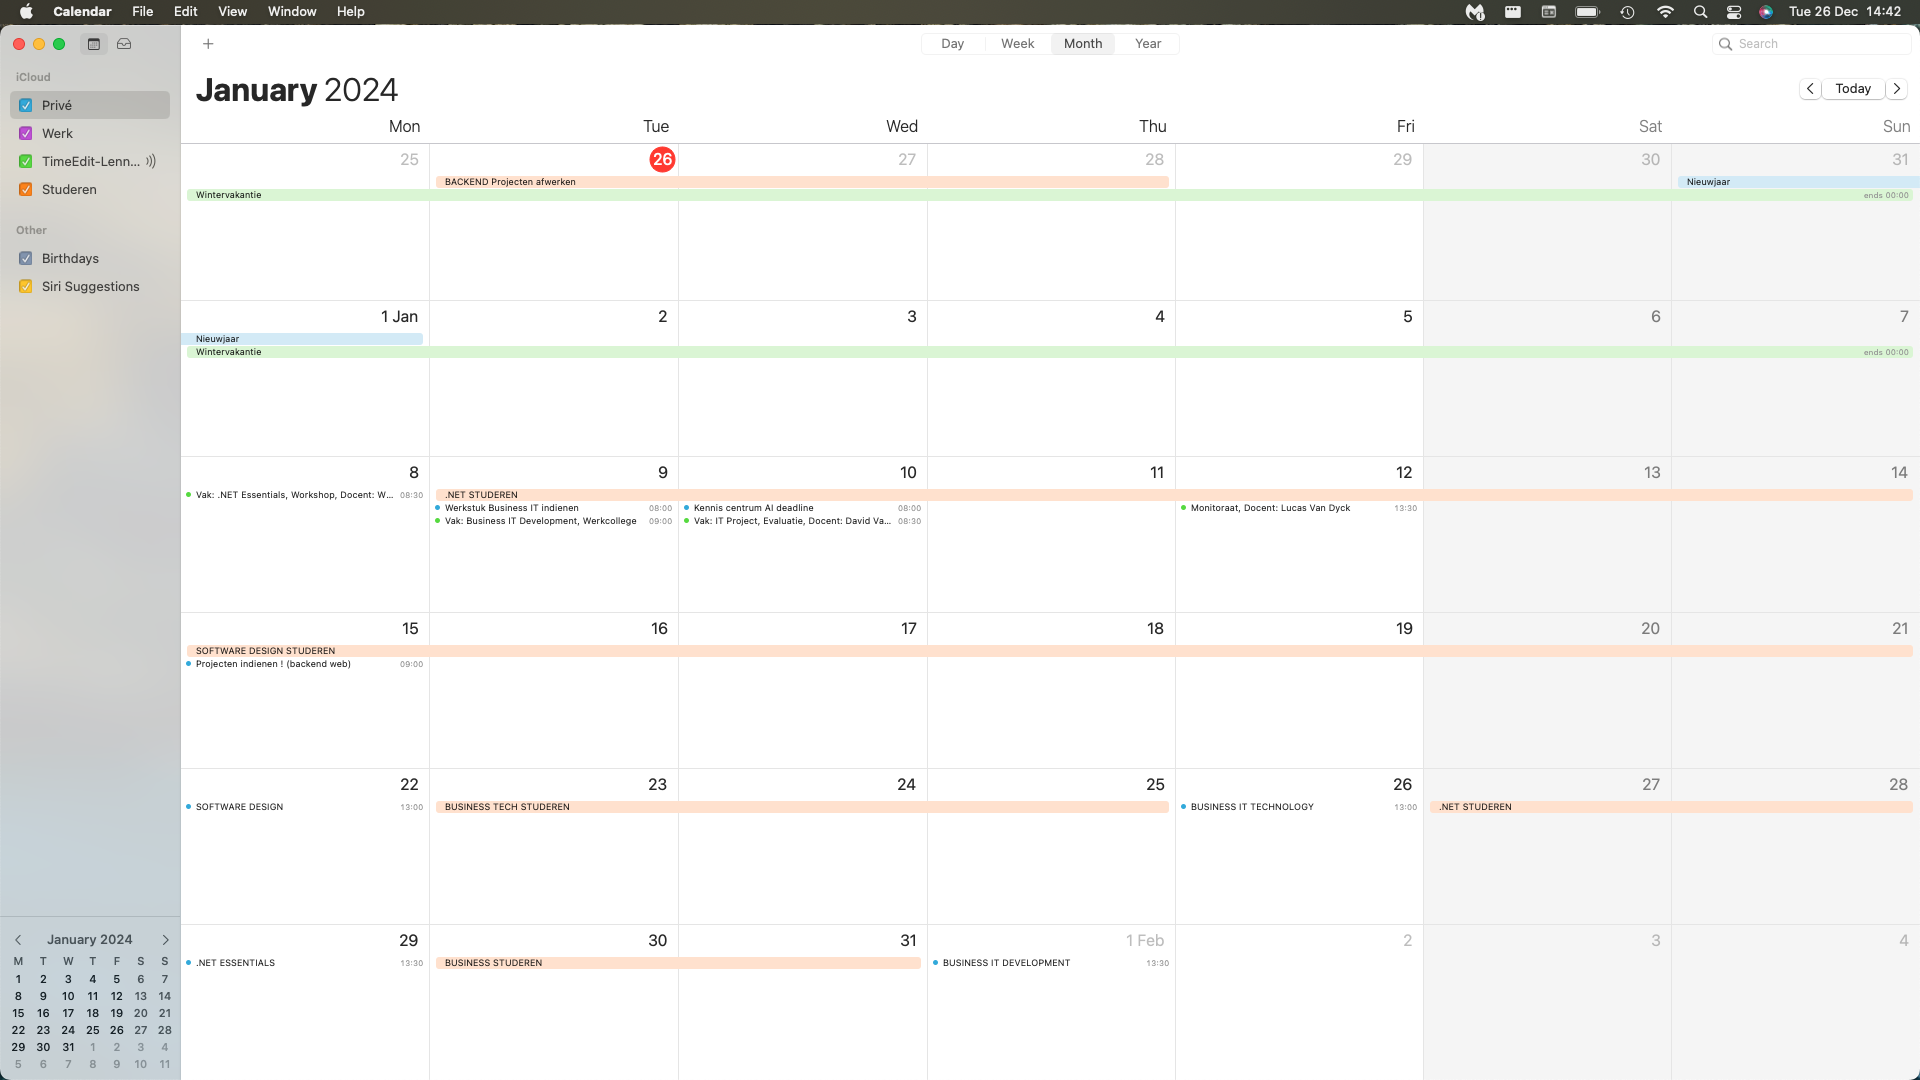 Calendar File Edit View Window Help Tue 26 Dec 14:42
Day Week Month Year Search
iCloud
Privé
Werk
TimeEdit-Lenn...
Studeren
Other
Birthdays
Siri Suggestions
January 2024
Today
Mon Tue Wed Thu Fri Sat Sun
25 26 27 28 29 30 31
BACKEND Projecten afwerken Nieuwjaar
Wintervakantie ends 00:00
1 Jan 2 3 4 5 6 7
Nieuwjaar
Wintervakantie ends 00:00
8 9 10 11 12 13 14
Vak: .NET Essentials, Workshop, Docent: W... 08:30 .NET STUDEREN
Werkstuk Business IT indienen 08:00 Kennis centrum AI deadline 08:00 Monitoraat, Docent: Lucas Van Dyck 13:30
Vak: Business IT Development, Werkcollege 09:00 Vak: IT Project, Evaluatie, Docent: David Va... 08:30
15 16 17 18 19 20 21
SOFTWARE DESIGN STUDEREN
Projecten indienen ! (backend web) 09:00
22 23 24 25 26 27 28
SOFTWARE DESIGN 13:00 BUSINESS TECH STUDEREN BUSINESS IT TECHNOLOGY 13:00 .NET STUDEREN
29 30 31 1 Feb 2 3 4
.NET ESSENTIALS 13:30 BUSINESS STUDEREN BUSINESS IT DEVELOPMENT 13:30
January 2024
M T W T F S S
1 2 3 4 5 6 7
8 9 10 11 12 13 14
15 16 17 18 19 20 21
22 23 24 25 26 27 28
29 30 31 1 2 3 4
5 6 7 8 9 10 11